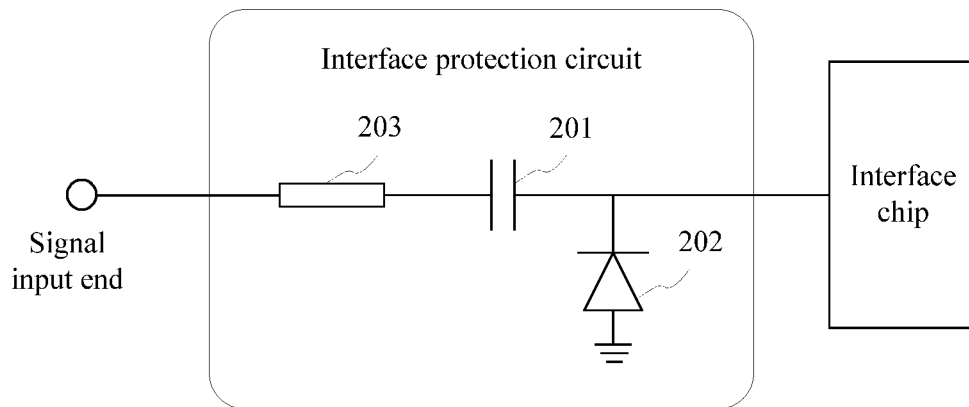 Interface protection circuit
203
201
Signal
input end
202
Interface
chip